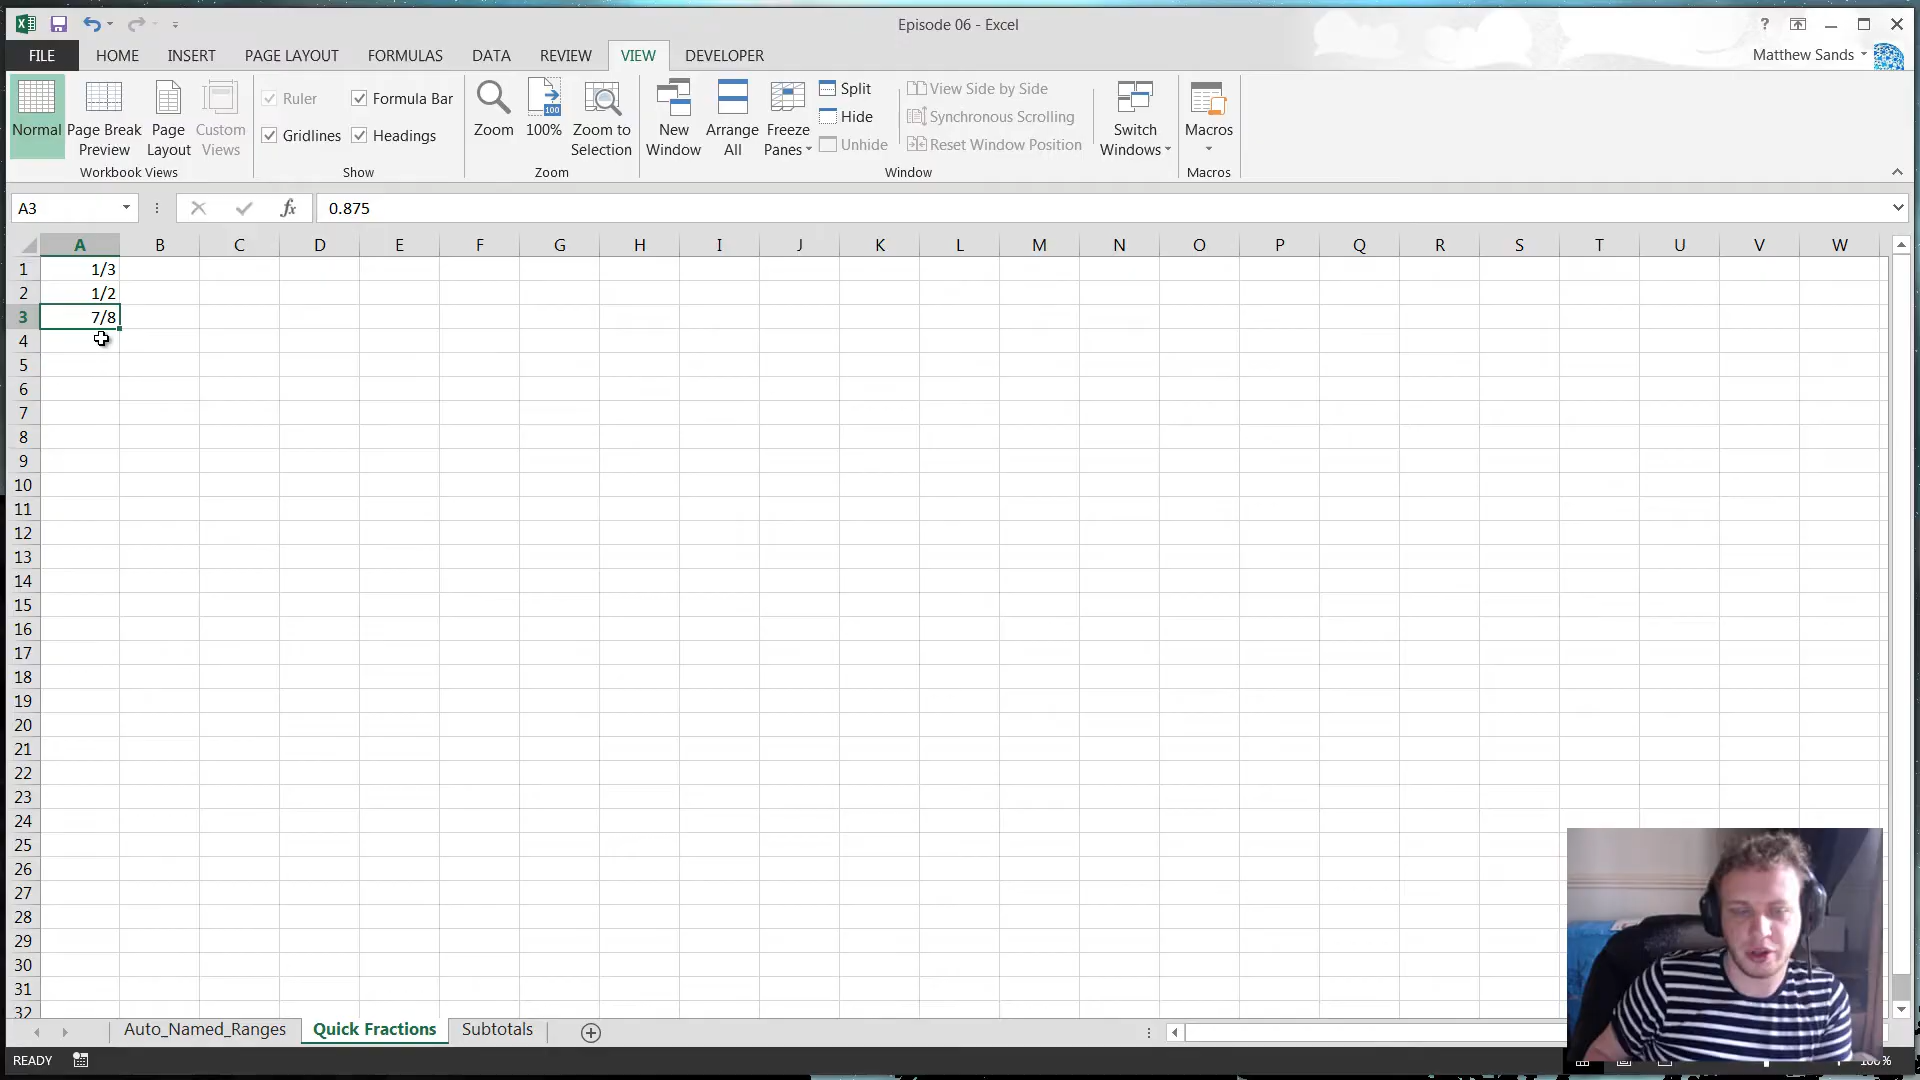 Episode 06 - Excel
?
FILE HOME INSERT PAGE LAYOUT FORMULAS DATA REVIEW VIEW DEVELOPER Matthew Sands
Normal
Page Break Preview
Page Layout
Custom Views
Workbook Views
Ruler
Formula Bar
Gridlines
Headings
Show
Zoom
100
100%
Zoom to Selection
Zoom
New Window
Arrange All
Freeze Panes
Split
Hide
Unhide
View Side by Side
Synchronous Scrolling
Reset Window Position
Window
Switch Windows
Macros
Macros
A3 fx 0.875
A B C D E F G H I J K L M N O P Q R S T U V W
1 1/3
2 1/2
3 7/8
4
5
6
7
8
9
10
11
12
13
14
15
16
17
18
19
20
21
22
23
24
25
26
27
28
29
30
31
32
Auto_Named_Ranges Quick Fractions Subtotals
READY 100%